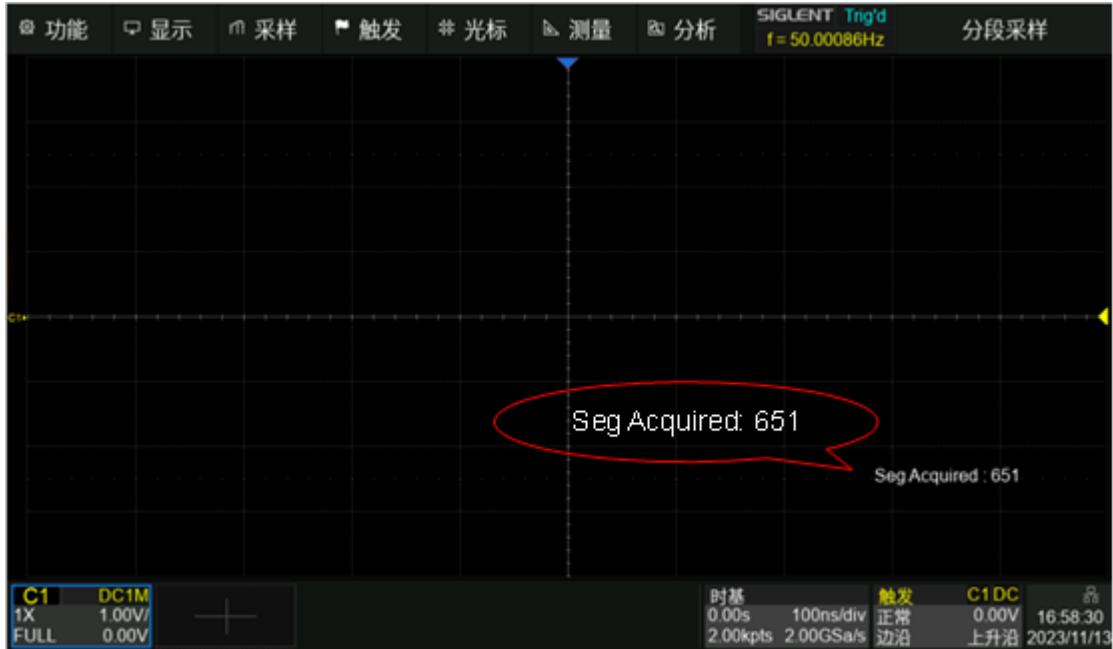 功能 显示 采样 触发 光标 测量 分析 SIGLENT Trig'd 分段采样
f = 50.00086Hz
C1
Seg Acquired: 651
Seg Acquired : 651
C1 DC1M
1X 1.00V/
FULL 0.00V
时基
0.00s 100ns/div
2.00kpts 2.00GSa/s
触发 C1 DC
正常 0.00V
边沿 上升沿
16:58:30
2023/11/13